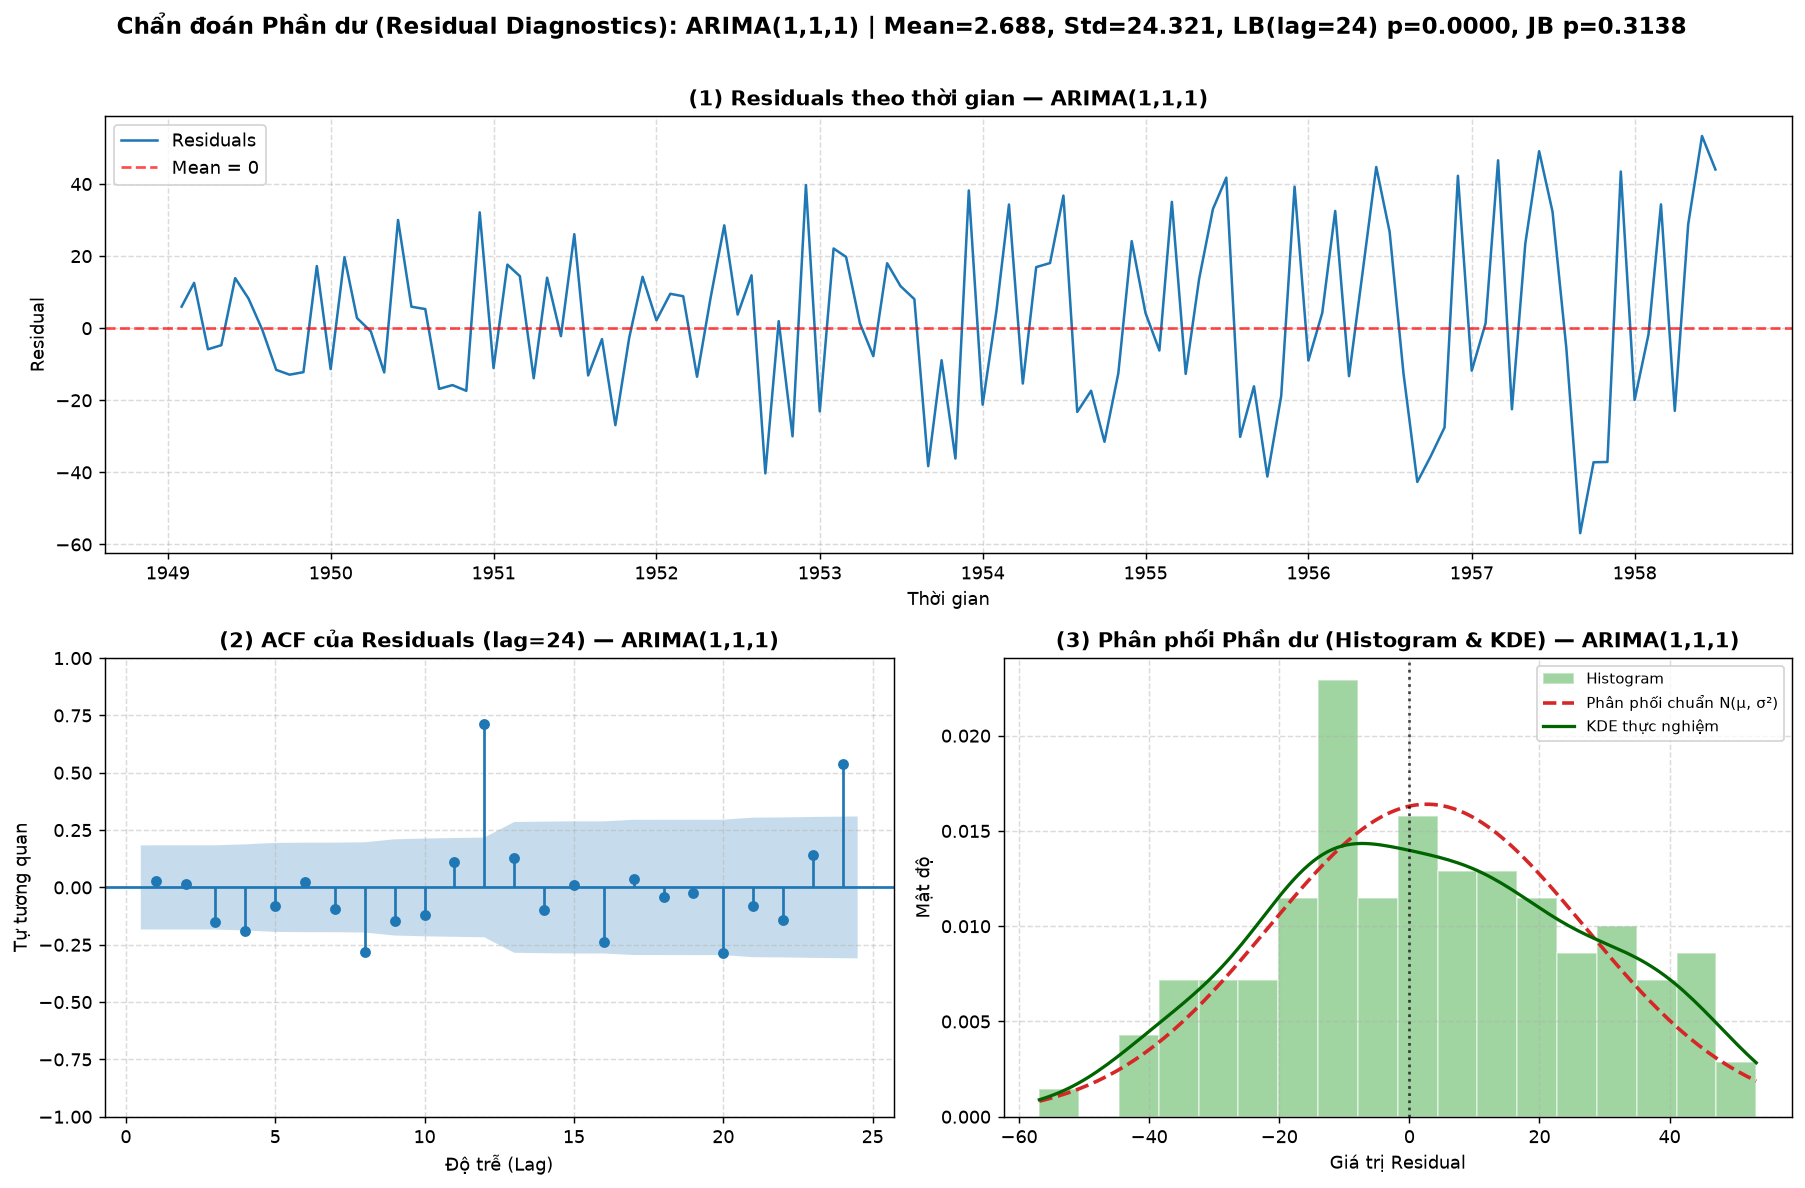 Chẩn đoán Phần dư (Residual Diagnostics): ARIMA(1,1,1) | Mean=2.688, Std=24.321, LB(lag=24) p=0.0000, JB p=0.3138
(1) Residuals theo thời gian — ARIMA(1,1,1)
Residuals
Mean = 0
Residual
40
20
0
−20
−40
−60
1949 1950 1951 1952 1953 1954 1955 1956 1957 1958
Thời gian
(2) ACF của Residuals (lag=24) — ARIMA(1,1,1)
Tự tương quan
1.00
0.75
0.50
0.25
0.00
−0.25
−0.50
−0.75
−1.00
0 5 10 15 20 25
Độ trễ (Lag)
(3) Phân phối Phần dư (Histogram & KDE) — ARIMA(1,1,1)
Histogram
Phân phối chuẩn N(μ, σ²)
KDE thực nghiệm
Mật độ
0.020
0.015
0.010
0.005
0.000
−60 −40 −20 0 20 40
Giá trị Residual